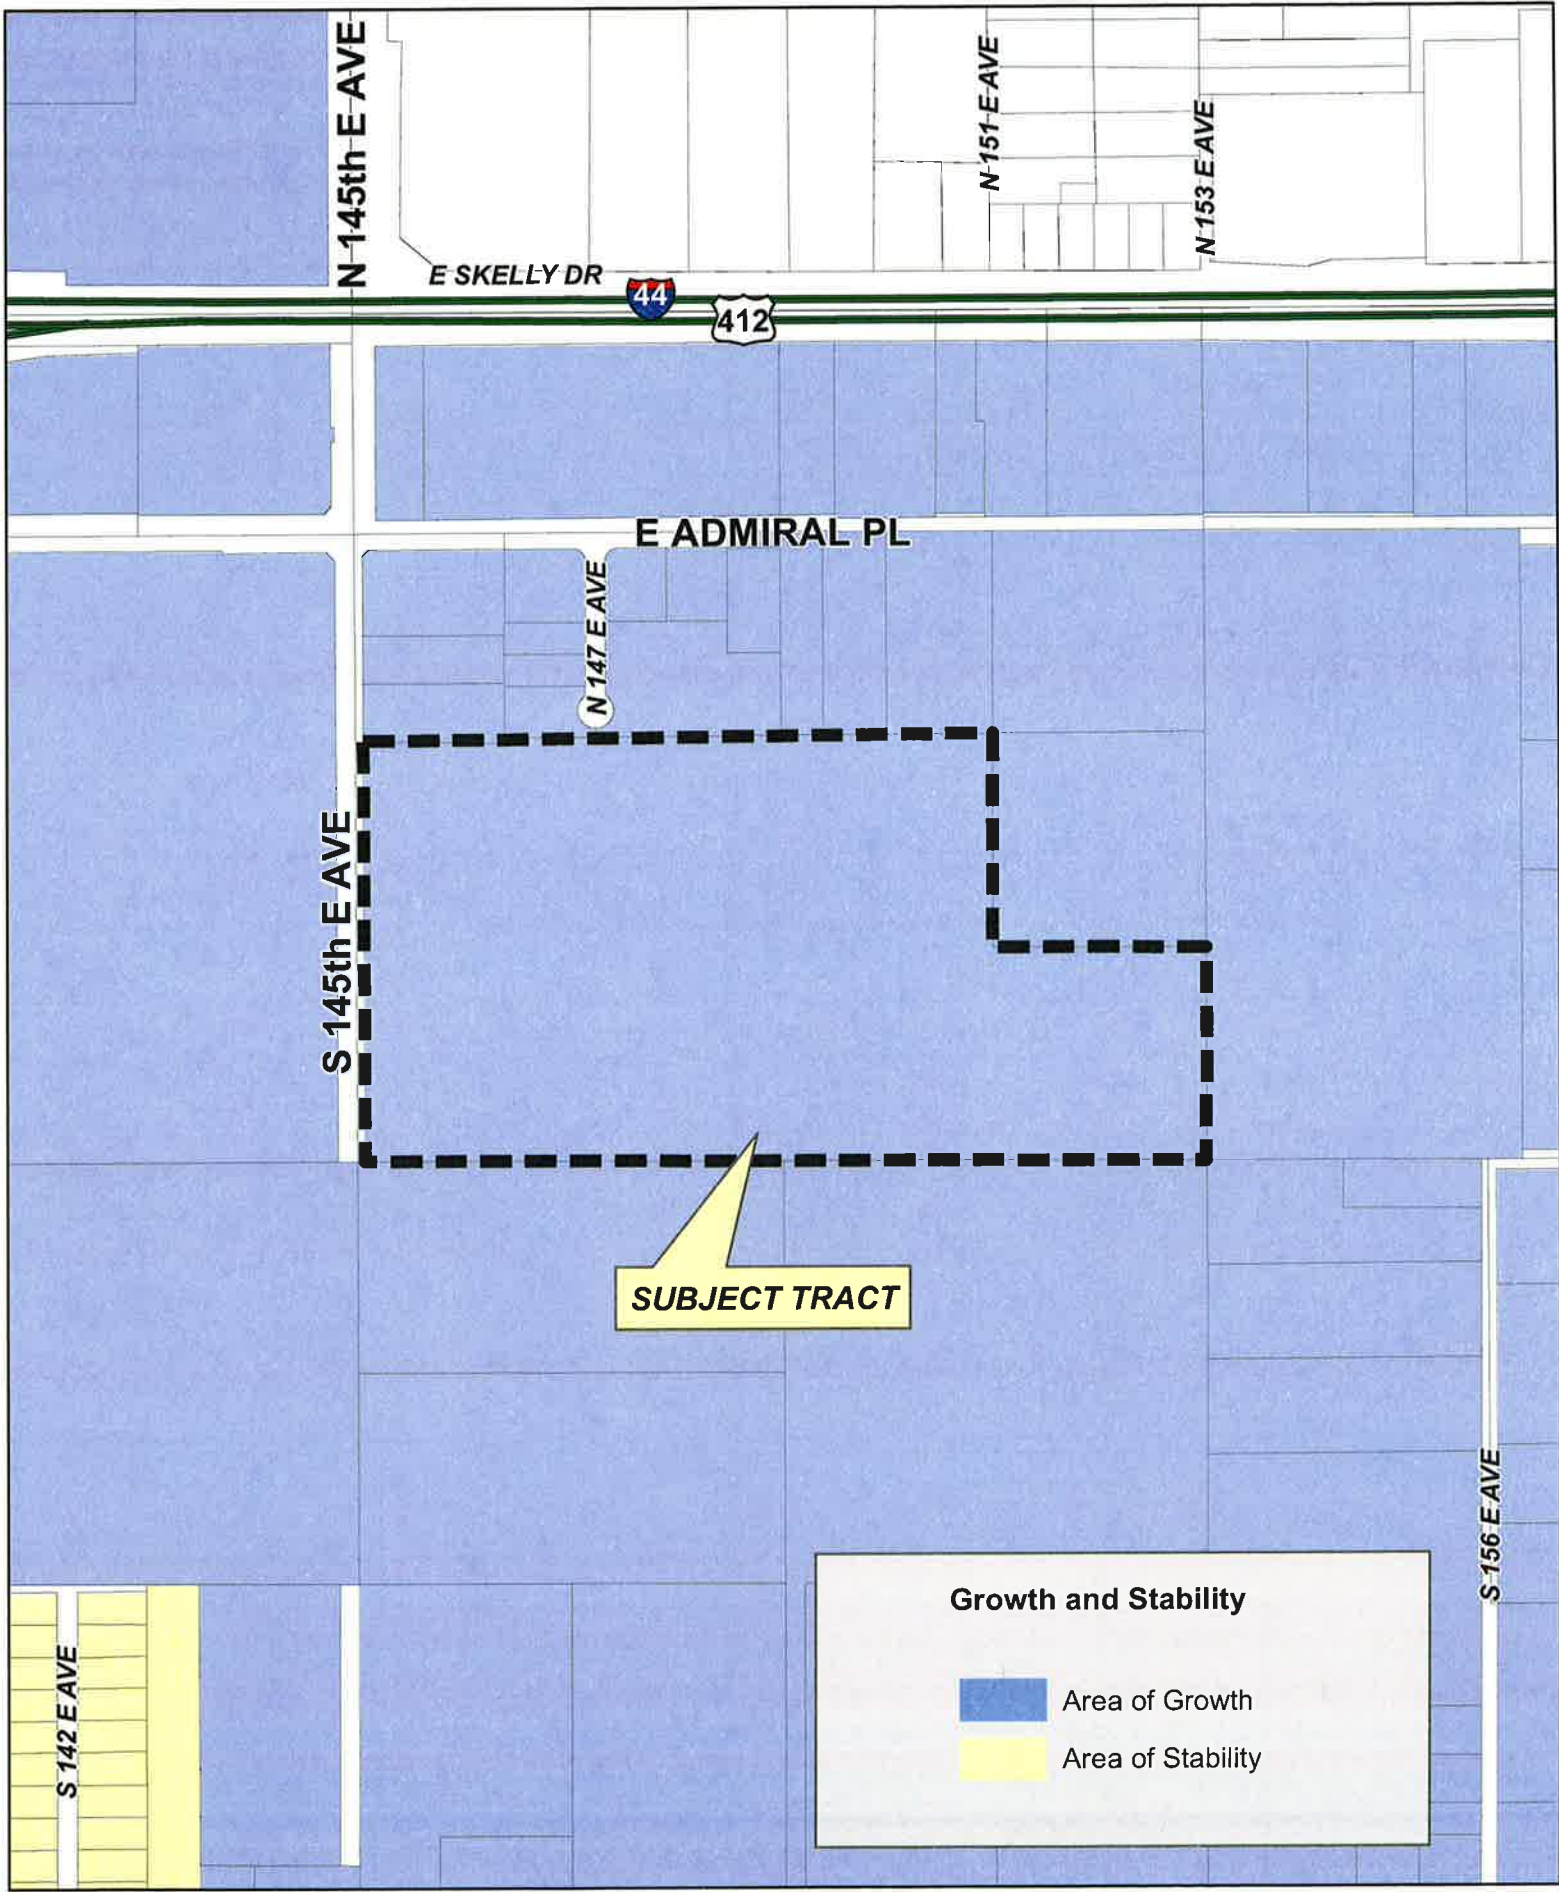 N 145th E AVE
N 151 E AVE
N 153 E AVE
E SKELLY DR
44
412
E ADMIRAL PL
N 147 E AVE
S 145th E AVE
SUBJECT TRACT
S 156 E AVE
S 142 E AVE
Growth and Stability
Area of Growth
Area of Stability